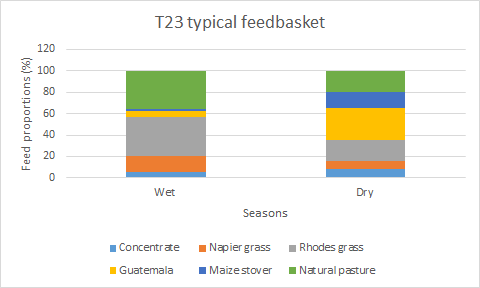 T23 typical feedbasket
Feed proportions (%)
120
100
80
60
40
20
0
Wet
Dry
Seasons
Concentrate
Napier grass
Rhodes grass
Guatemala
Maize stover
Natural pasture